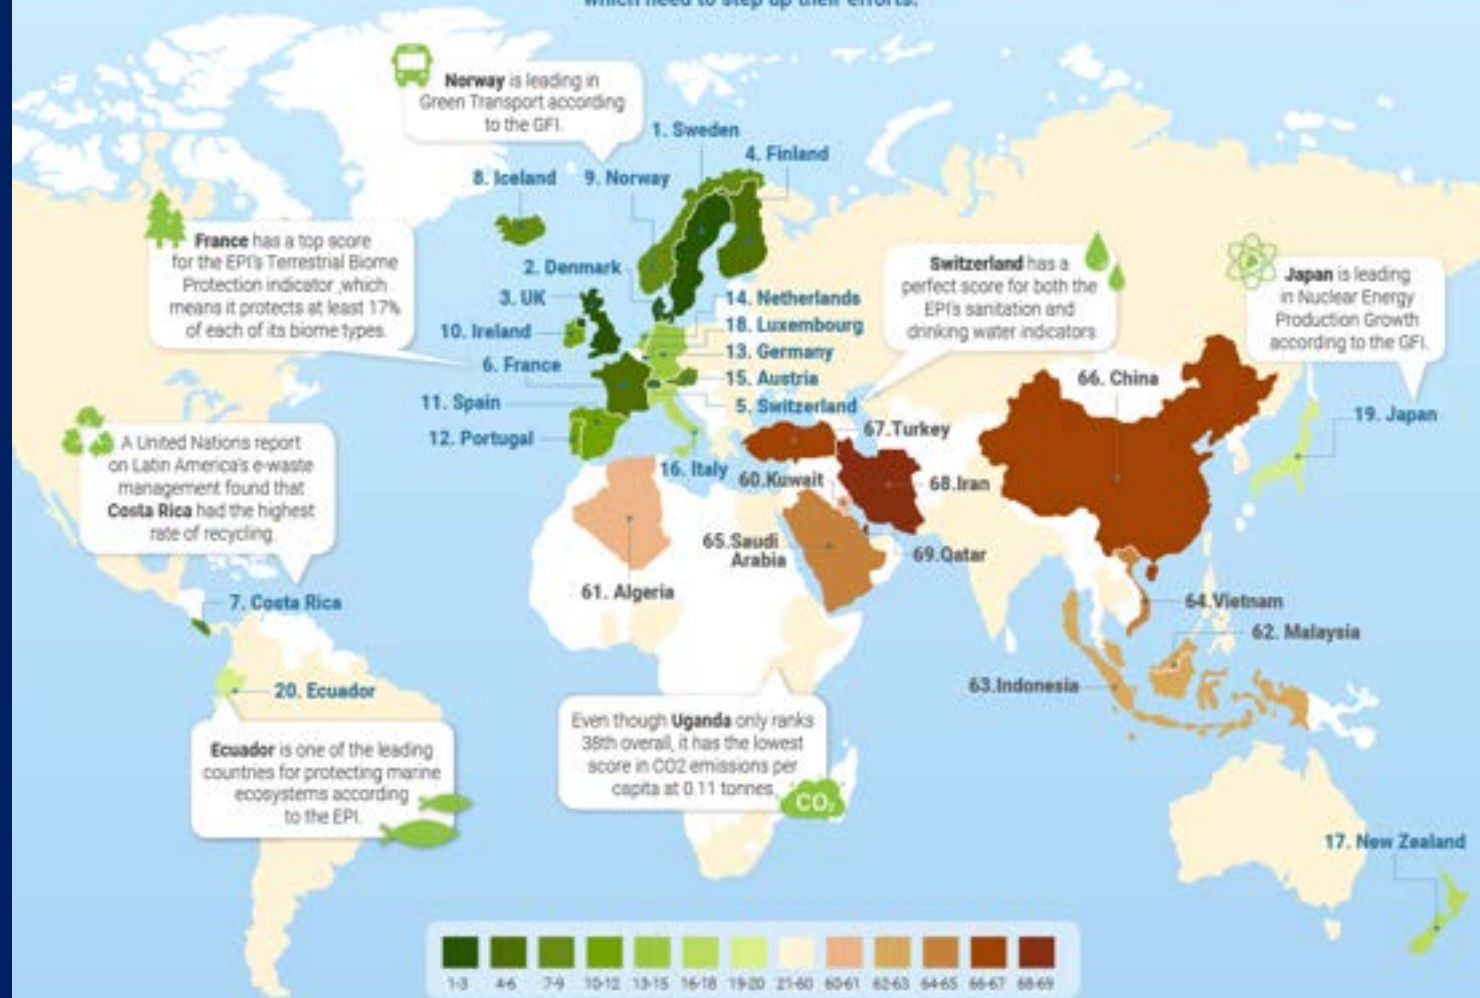 which need to step up their efforts.
Norway is leading in
Green Transport according
to the GFI.
1. Sweden
4. Finland
8. Iceland
9. Norway
France has a top score
for the EPI's Terrestrial Biome
Protection indicator ,which
means it protects at least 17%
of each of its biome types.
2. Denmark
3. UK
10. Ireland
6. France
11. Spain
12. Portugal
14. Netherlands
18. Luxembourg
13. Germany
15. Austria
5. Switzerland
16. Italy
Switzerland has a
perfect score for both the
EPI's sanitation and
drinking water indicators
Japan is leading
in Nuclear Energy
Production Growth
according to the GFI.
66. China
19. Japan
67.Turkey
60.Kuwait
68.Iran
65.Saudi
Arabia
69.Qatar
A United Nations report
on Latin America's e-waste
management found that
Costa Rica had the highest
rate of recycling.
61. Algeria
7. Costa Rica
64.Vietnam
62. Malaysia
63.Indonesia
20. Ecuador
Ecuador is one of the leading
countries for protecting marine
ecosystems according
to the EPI.
Even though Uganda only ranks
38th overall, it has the lowest
score in CO2 emissions per
capita at 0.11 tonnes.
CO₂
17. New Zealand
1-3 4-6 7-9 10-12 13-15 16-18 19-20 21-60 60-61 62-63 64-65 66-67 68-69